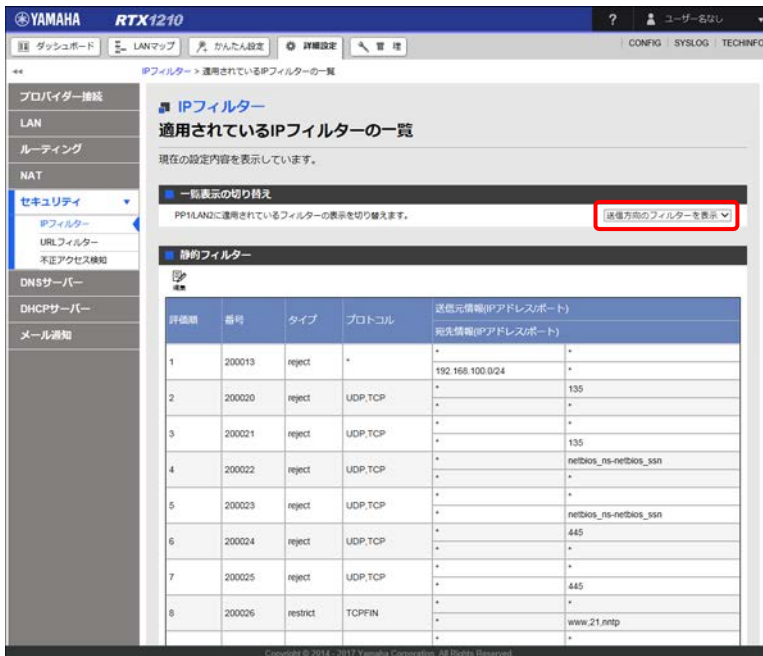 YAMAHA RTX1210 ? ユーザーなし
ダッシュボード LANマップ かんたん設定 詳細設定 管理 CONFIG SYSLOG TECHINFO
IPフィルター > 適用されているIPフィルターの一覧
プロバイダー接続
LAN
ルーティング
NAT
セキュリティ
IPフィルター
URLフィルター
不正アクセス検知
DNSサーバー
DHCPサーバー
メール通知
IPフィルター
適用されているIPフィルターの一覧
現在の設定内容を表示しています。
一覧表示の切り替え
PP1/LAN2に適用されているフィルターの表示を切り替えます。 送信方向のフィルターを表示
静的フィルター
編集
評価順 番号 タイプ プロトコル 送信元情報(IPアドレス/ポート)
宛先情報(IPアドレス/ポート)
1 200013 reject * * *
192.168.100.0/24 *
2 200020 reject UDP,TCP * 135
* *
3 200021 reject UDP,TCP * *
* 135
4 200022 reject UDP,TCP * netbios_ns-netbios_ssn
* *
5 200023 reject UDP,TCP * *
* netbios_ns-netbios_ssn
6 200024 reject UDP,TCP * 445
* *
7 200025 reject UDP,TCP * *
* 445
8 200026 restrict TCPFIN * *
* www,21,nntp
* *
Copyright © 2014 - 2017 Yamaha Corporation. All Rights Reserved.